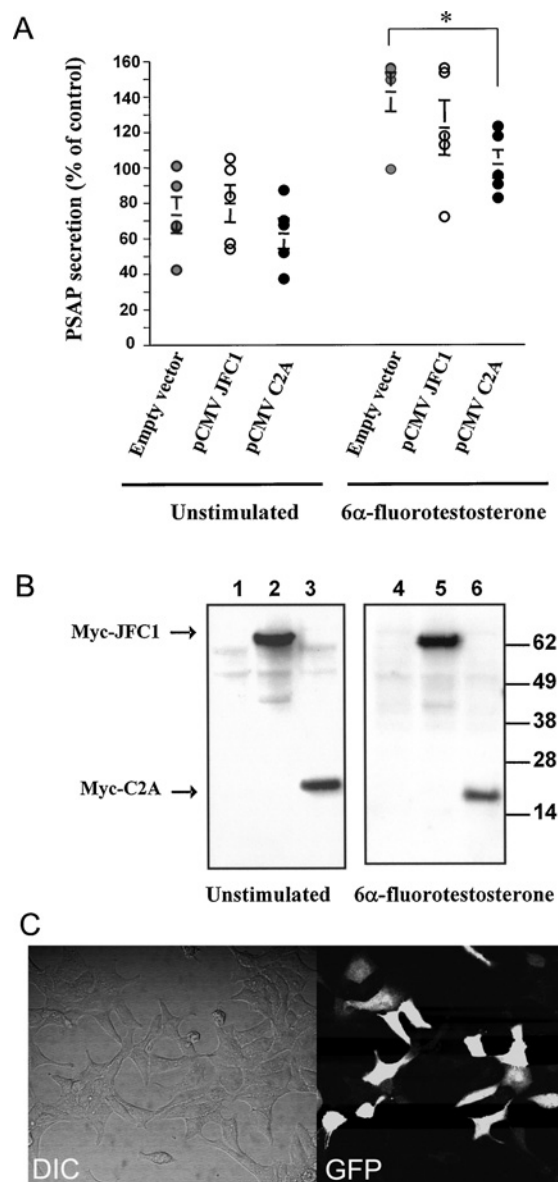 A
PSAP secretion (% of control)
160
140
120
100
80
60
40
20
0
*
Empty vector
pCMV JFC1
pCMV C2A
Empty vector
pCMV JFC1
pCMV C2A
Unstimulated
6α-fluorotestosterone
B
1 2 3 4 5 6
Myc-JFC1 →
Myc-C2A →
62
49
38
28
14
Unstimulated
6α-fluorotestosterone
C
DIC
GFP